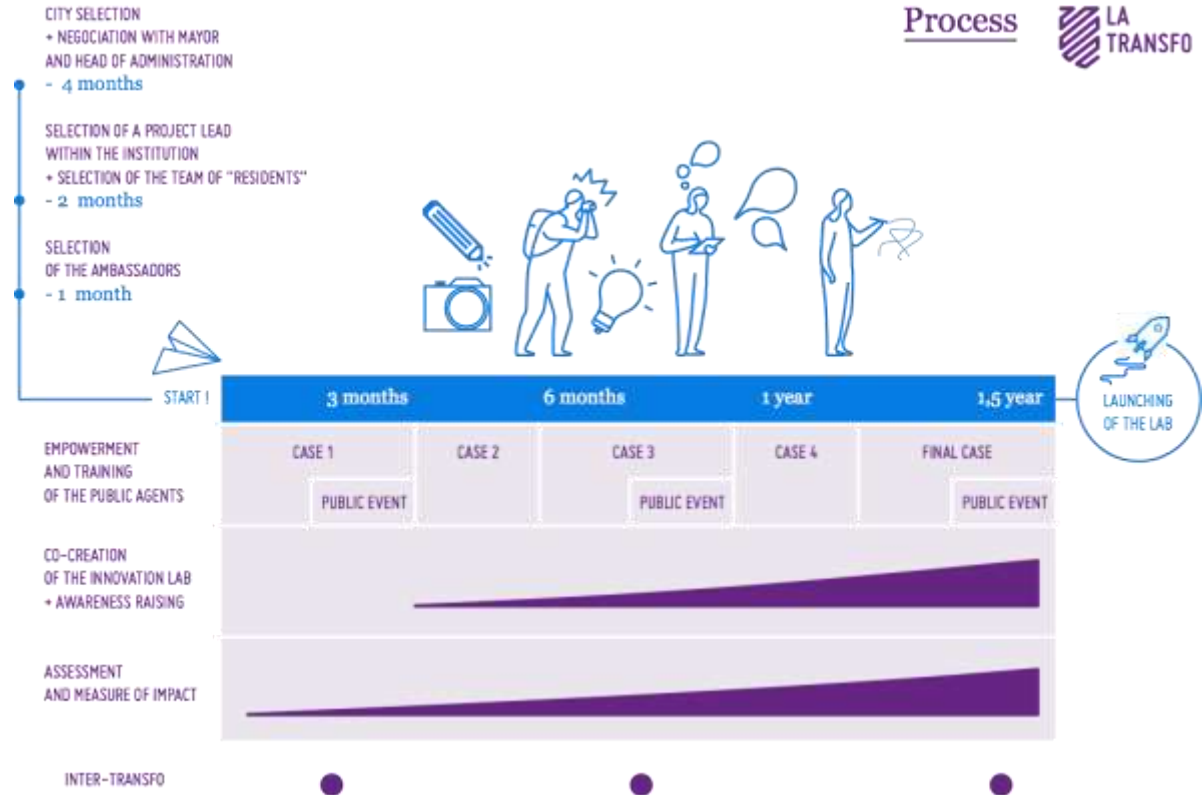 Process
LA
TRANSFO
CITY SELECTION
+ NEGOCIATION WITH MAYOR
AND HEAD OF ADMINISTRATION
- 4 months
SELECTION OF A PROJECT LEAD
WITHIN THE INSTITUTION
+ SELECTION OF THE TEAM OF "RESIDENTS"
- 2 months
SELECTION
OF THE AMBASSADORS
- 1 month
START !
3 months
6 months
1 year
1,5 year
LAUNCHING
OF THE LAB
EMPOWERMENT
AND TRAINING
OF THE PUBLIC AGENTS
CASE 1
CASE 2
CASE 3
CASE 4
FINAL CASE
PUBLIC EVENT
PUBLIC EVENT
PUBLIC EVENT
CO-CREATION
OF THE INNOVATION LAB
+ AWARENESS RAISING
ASSESSMENT
AND MEASURE OF IMPACT
INTER-TRANSFO